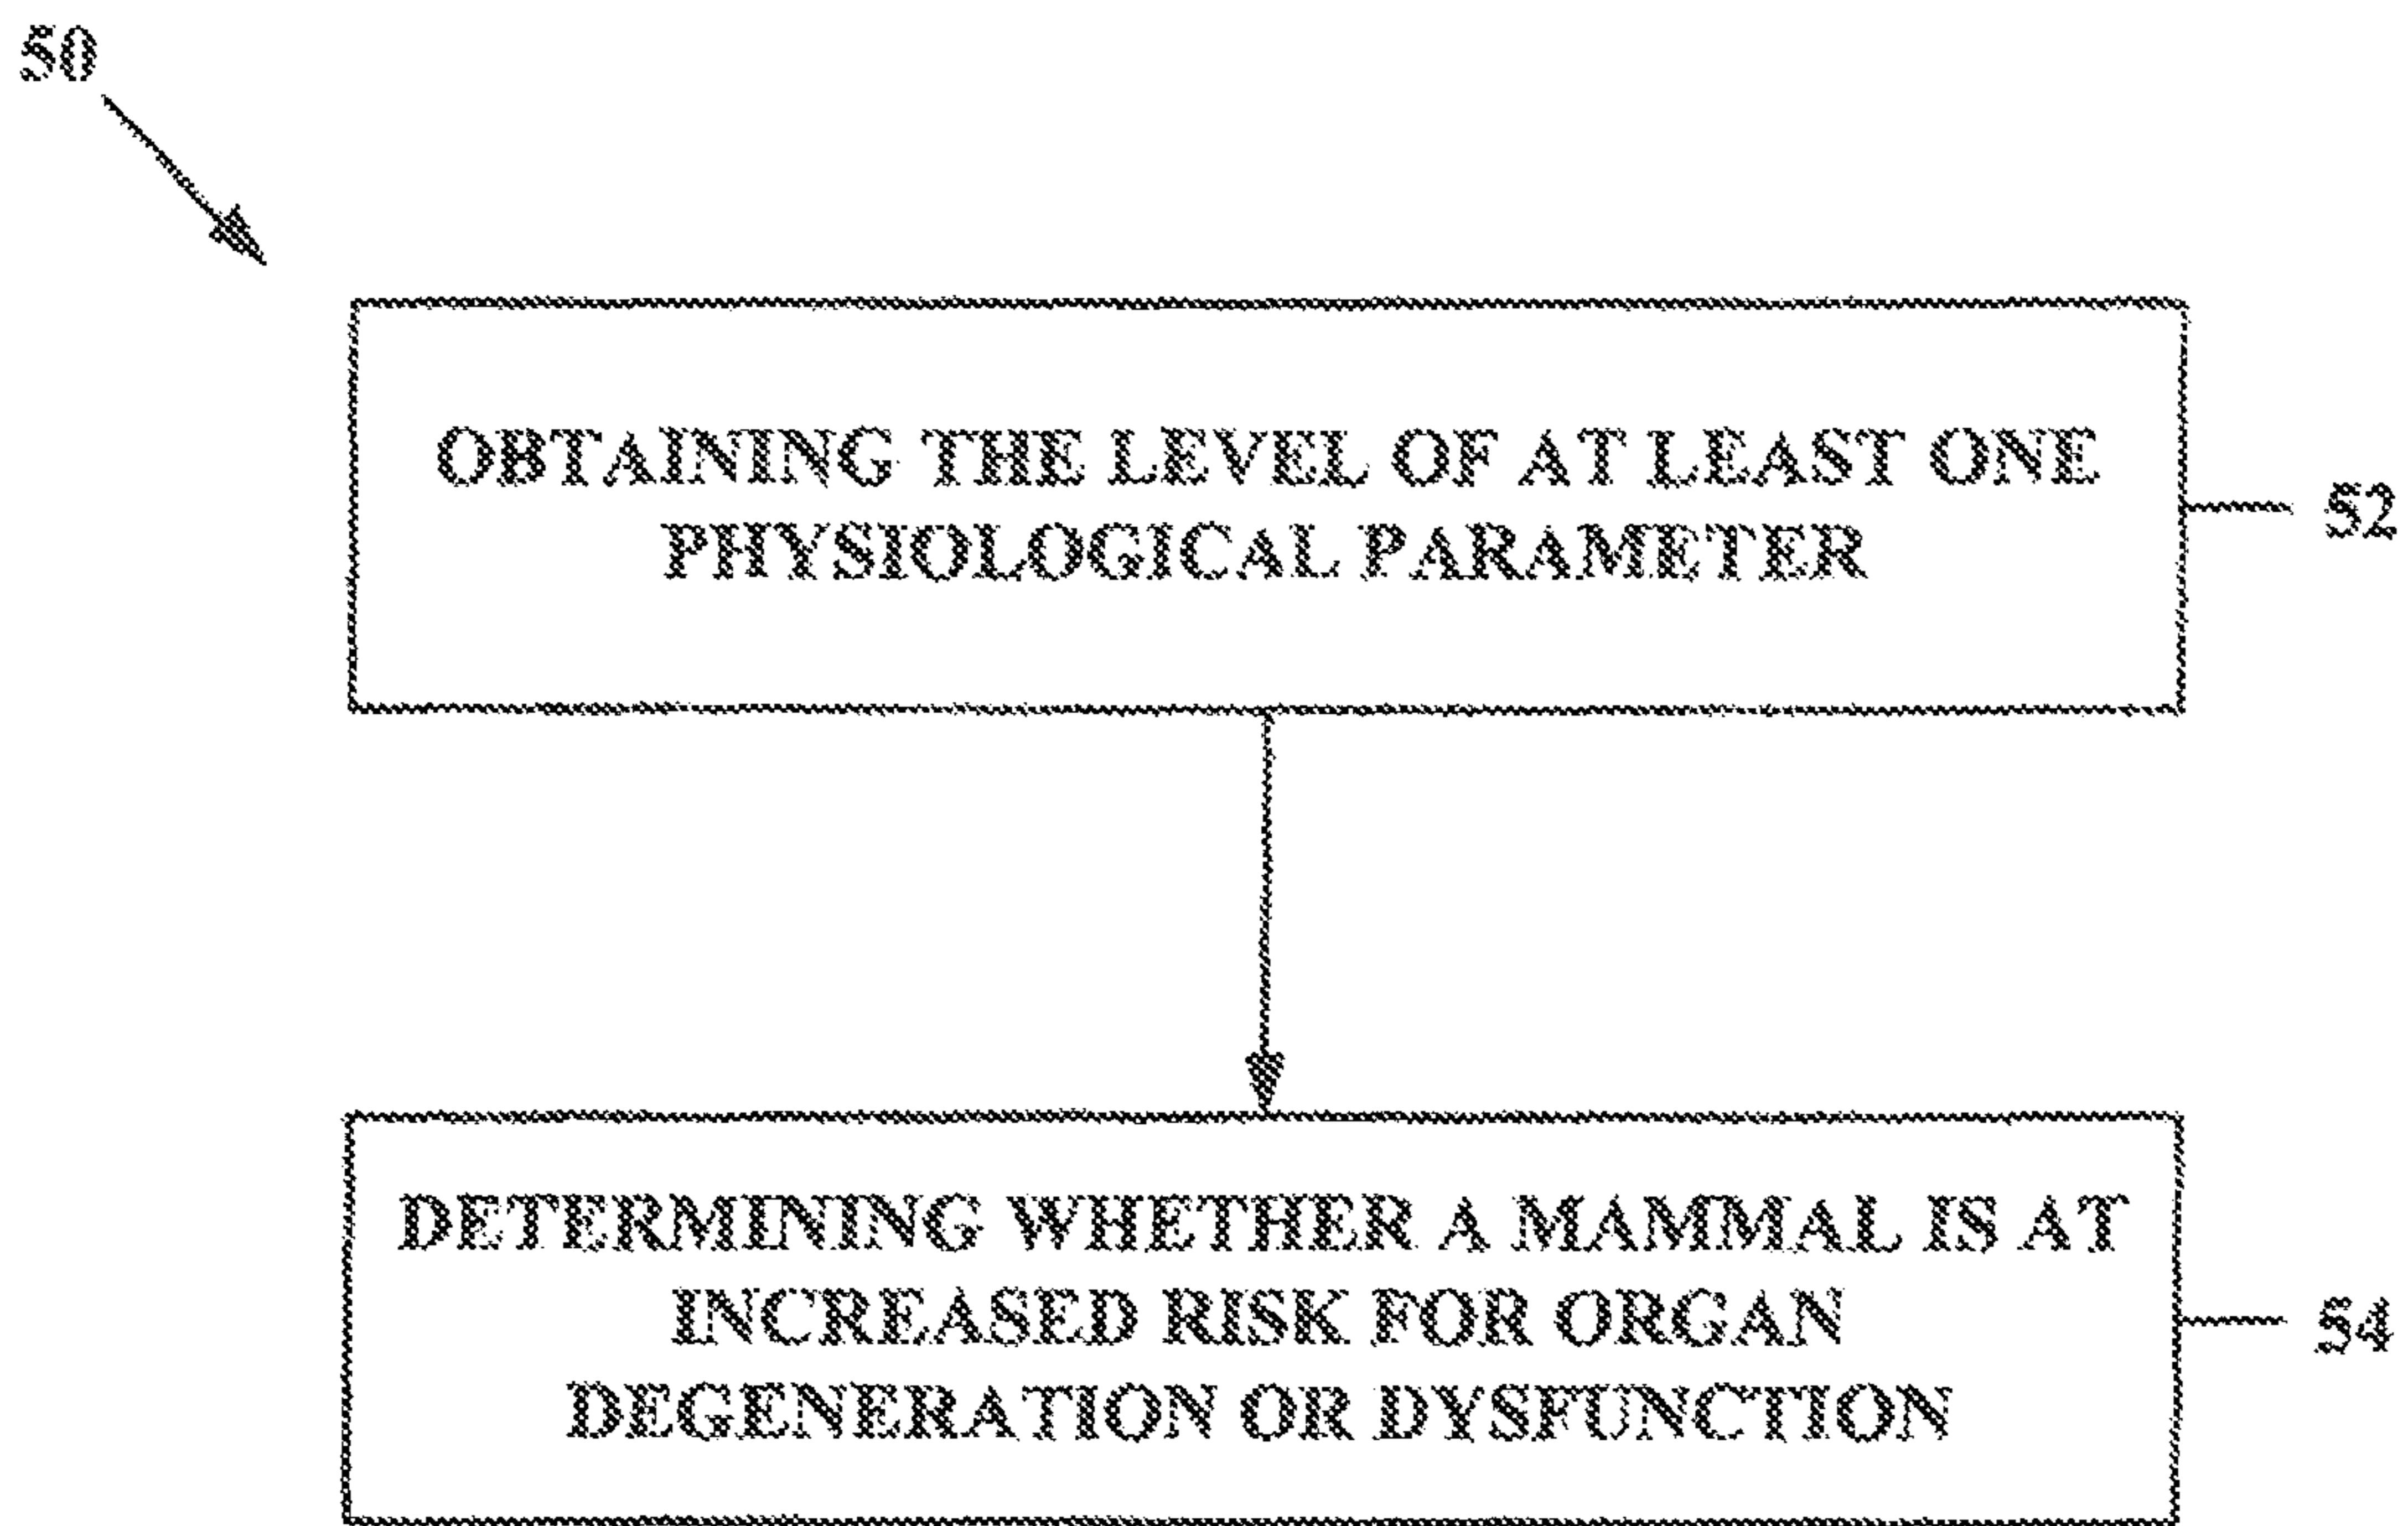 50
OBTAINING THE LEVEL OF AT LEAST ONE
PHYSIOLOGICAL PARAMETER
52
DETERMINING WHETHER A MAMMAL IS AT
INCREASED RISK FOR ORGAN
DEGENERATION OR DYSFUNCTION
54